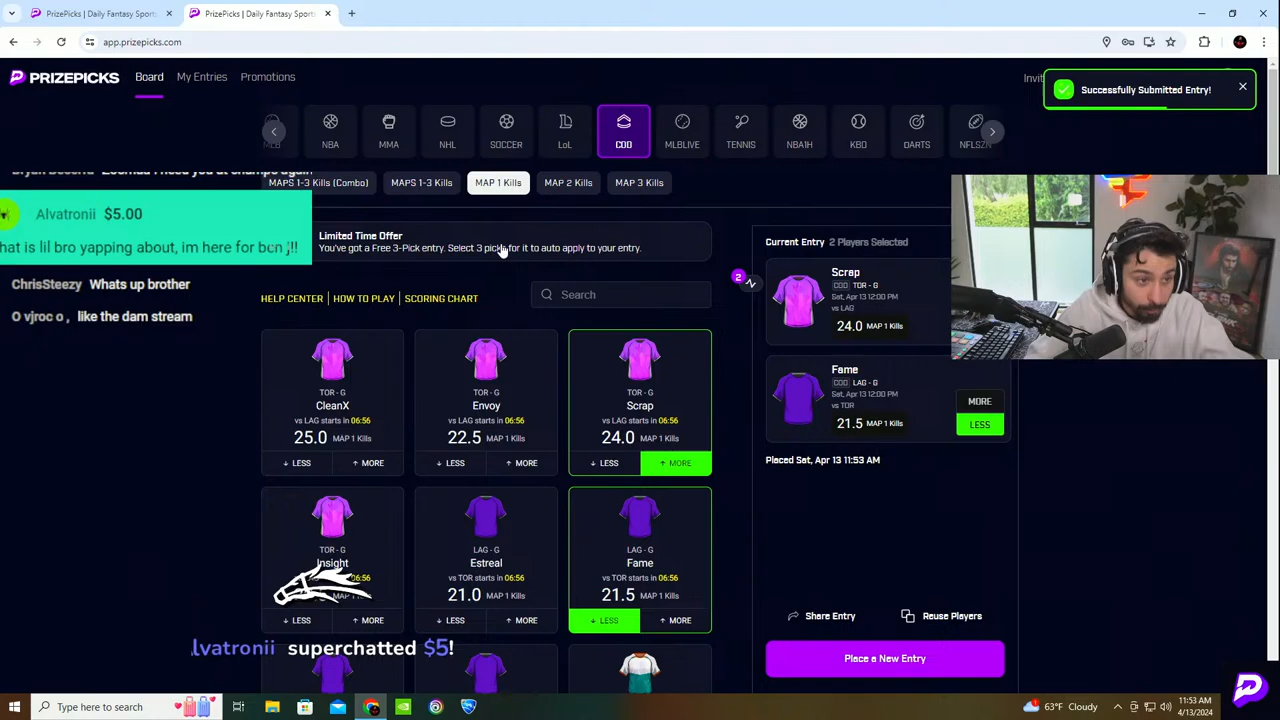 PrizePicks | Daily Fantasy Sports
PrizePicks | Daily Fantasy Sports
app.prizepicks.com
PRIZEPICKS
Board
My Entries
Promotions
Successfully Submitted Entry!
NBA
MMA
NHL
SOCCER
LoL
COD
MLBLIVE
TENNIS
NBA1H
KBO
DARTS
NFLSZN
MAPS 1-3 Kills (Combo)
MAPS 1-3 Kills
MAP 1 Kills
MAP 2 Kills
MAP 3 Kills
Alvatronii $5.00
hat is lil bro yapping about, im here for
ChrisSteezy Whats up brother
O vjroc o , like the dam stream
Limited Time Offer
You've got a Free 3-Pick entry. Select 3 picks for it to auto apply to your entry.
HELP CENTER
HOW TO PLAY
SCORING CHART
Search
TOR - G
CleanX
vs LAG starts in 06:56
25.0 MAP 1 Kills
LESS
MORE
TOR - G
Envoy
vs LAG starts in 06:56
22.5 MAP 1 Kills
LESS
MORE
TOR - G
Scrap
vs LAG starts in 06:56
24.0 MAP 1 Kills
LESS
MORE
TOR - G
Insight
06:56
MAP 1 Kills
LESS
MORE
LAG - G
Estreal
vs TOR starts in 06:56
21.0 MAP 1 Kills
LESS
MORE
LAG - G
Fame
vs TOR starts in 06:56
21.5 MAP 1 Kills
LESS
MORE
lvatronii superchatted $5!
Current Entry 2 Players Selected
2
Scrap
COD TOR - G
Sat, Apr 13 12:00 PM
vs LAG
24.0 MAP 1 Kills
Fame
COD LAG - G
Sat, Apr 13 12:00 PM
vs TOR
21.5 MAP 1 Kills
MORE
LESS
Placed Sat, Apr 13 11:53 AM
Share Entry
Reuse Players
Place a New Entry
Type here to search
63°F Cloudy
11:53 AM
4/13/2024